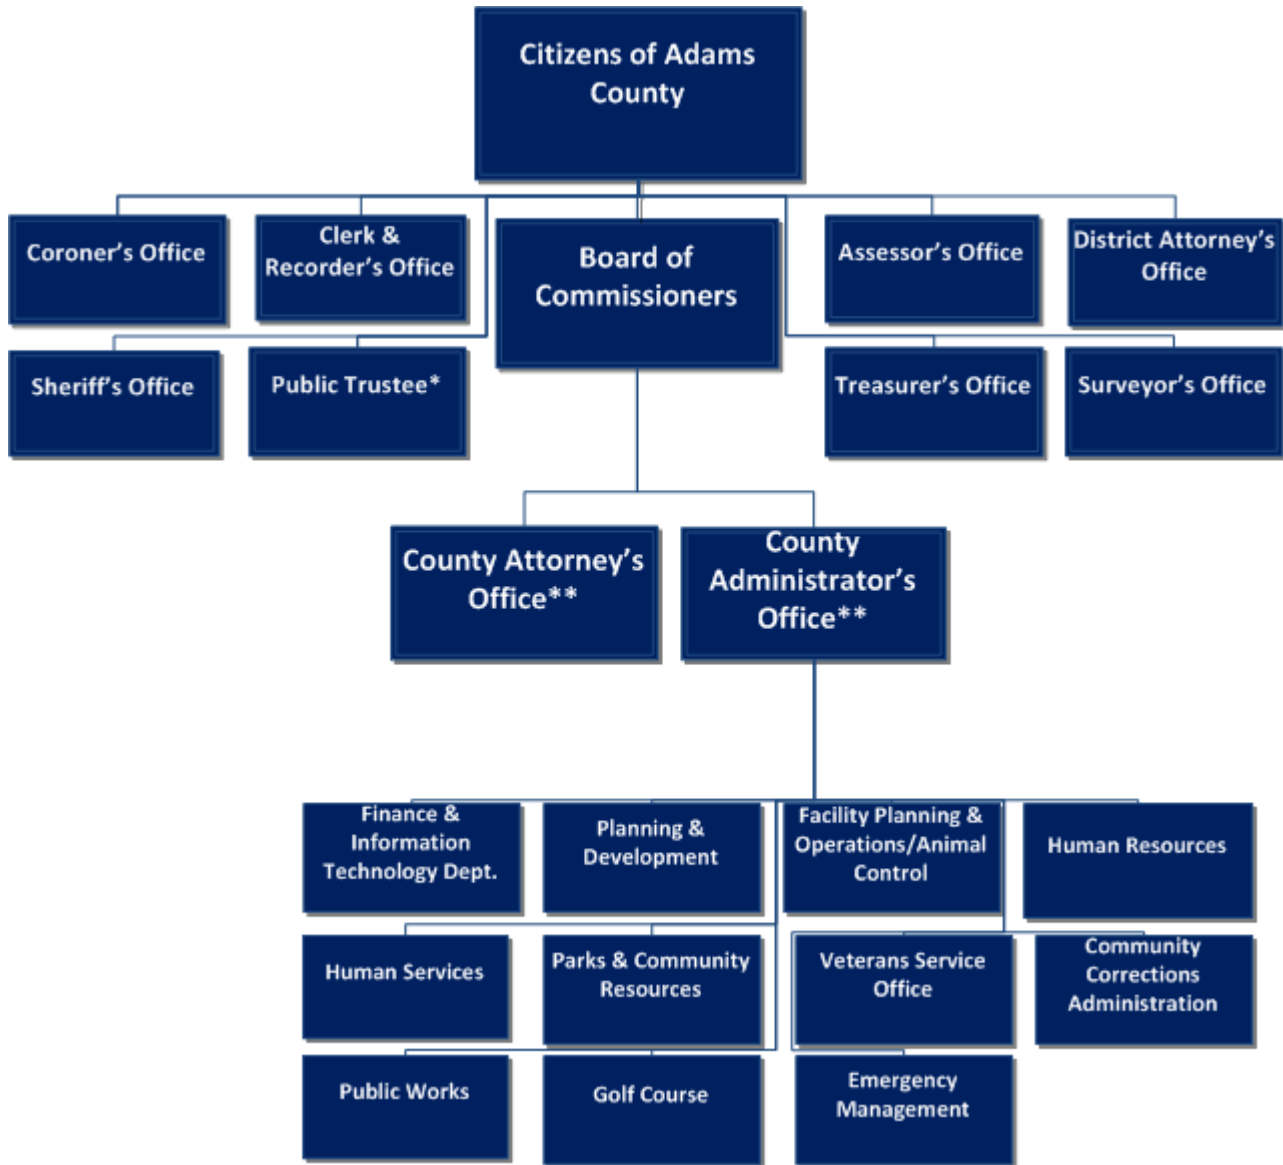 Citizens of Adams
County
Coroner's Office
Clerk &
Recorder's Office
Board of
Commissioners
Assessor's Office
District Attorney's
Office
Sheriff's Office
Public Trustee*
Treasurer's Office
Surveyor's Office
County Attorney's
Office**
County
Administrator's
Office**
Finance &
Information
Technology Dept.
Planning &
Development
Facility Planning &
Operations/Animal
Control
Human Resources
Human Services
Parks & Community
Resources
Veterans Service
Office
Community
Corrections
Administration
Public Works
Golf Course
Emergency
Management